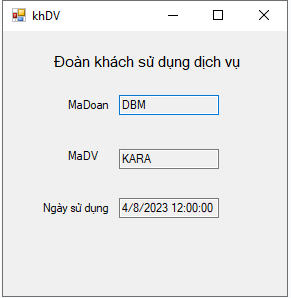 khDV
Đoàn khách sử dụng dịch vụ
MaDoan DBM
MaDV KARA
Ngày sử dụng 4/8/2023 12:00:00